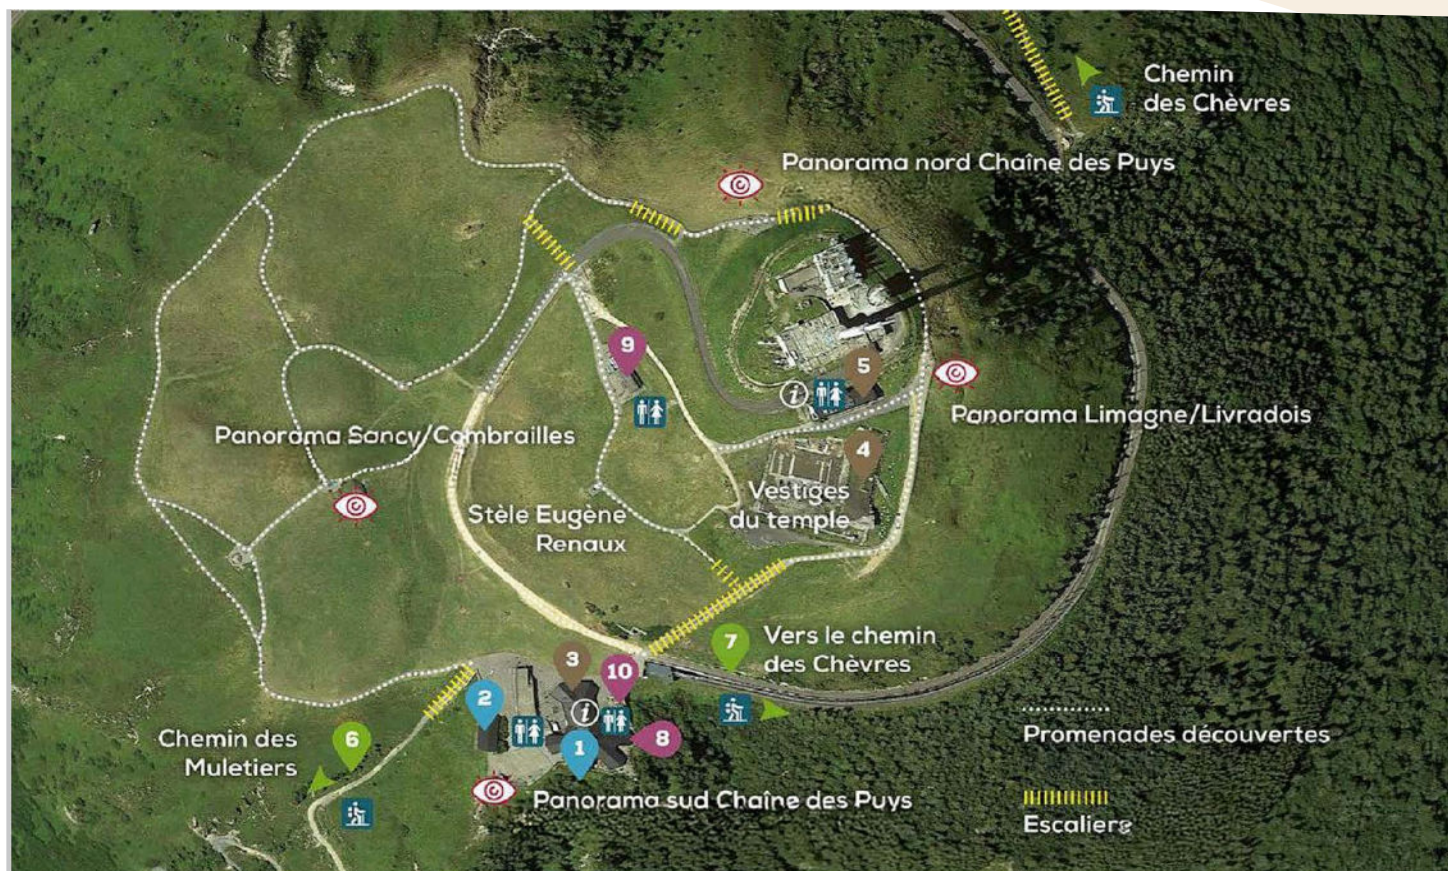 Chemin
des Chèvres
Panorama nord Chaîne des Puys
9
5
i
Panorama Limagne/Livradois
Panorama Sancy/Combrailles
4
Vestiges
du temple
Stèle Eugène
Renaux
7
Vers le chemin
des Chèvres
3
10
2
i
1
8
6
Chemin des
Muletiers
Panorama sud Chaîne des Puys
Promenades découvertes
Escaliers